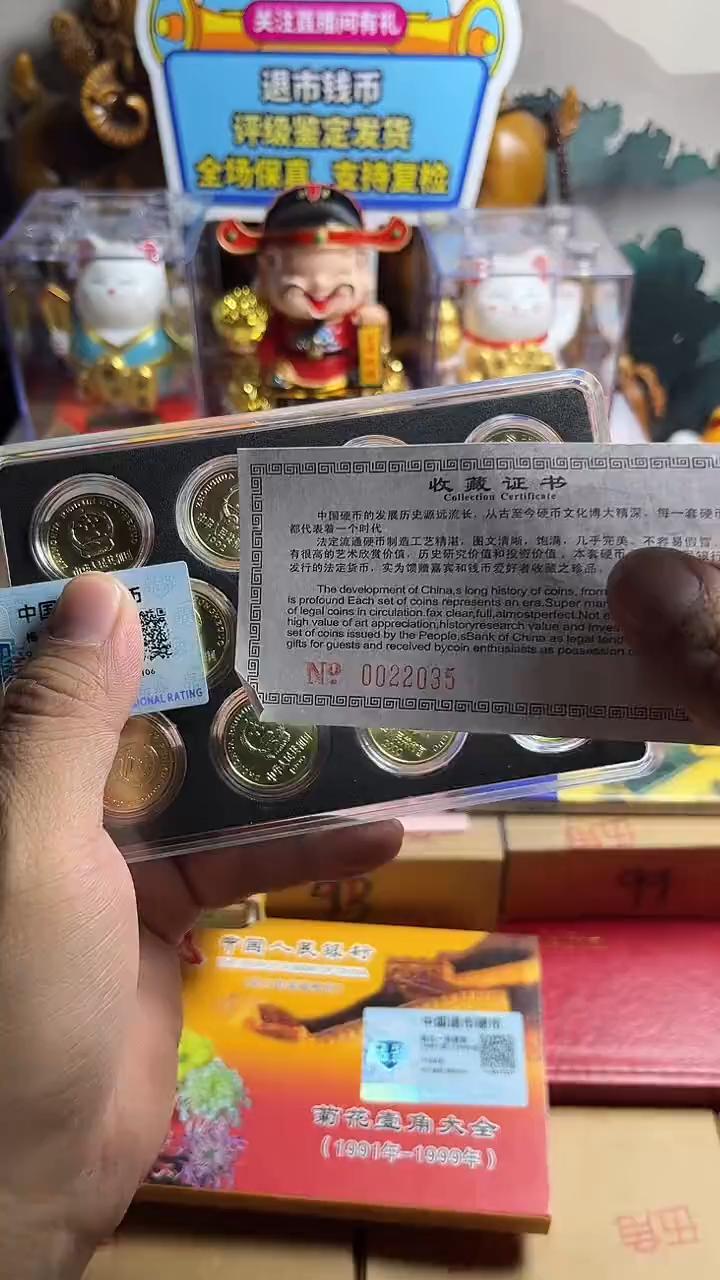 退市钱币
评级鉴定发货
全场保真 支持复检
收藏证书
Collection Certificate
中国硬币的发展历史源远流长，从古至今硬币文化博大精深，每一套硬币
都代表着一个时代
法定流通硬币制造工艺精湛，图文清晰，饱满，几乎完美，不容易假冒，
有很高的艺术欣赏价值，历史研究价值和投资价值，本套硬币
发行的法定货币，实为馈赠嘉宾和钱币爱好者收藏之珍品
The development of China,s long history of coins, from
is profound Each set of coins represents an era.Super man
of legal coins in circulation.fax clear,full,almostperfect.Not e
high value of art appreciation,historyresearch value and inves
set of coins issued by the People,sBank of China as legal tend
gifts for guests and received bycoin enthusiasts as possession o
Nº 0022035
中国
币
106
ONAL RATING
98
99
中国人民银行
中国退市硬币
菊花壹角大全
(1991年-1999年)
伍角